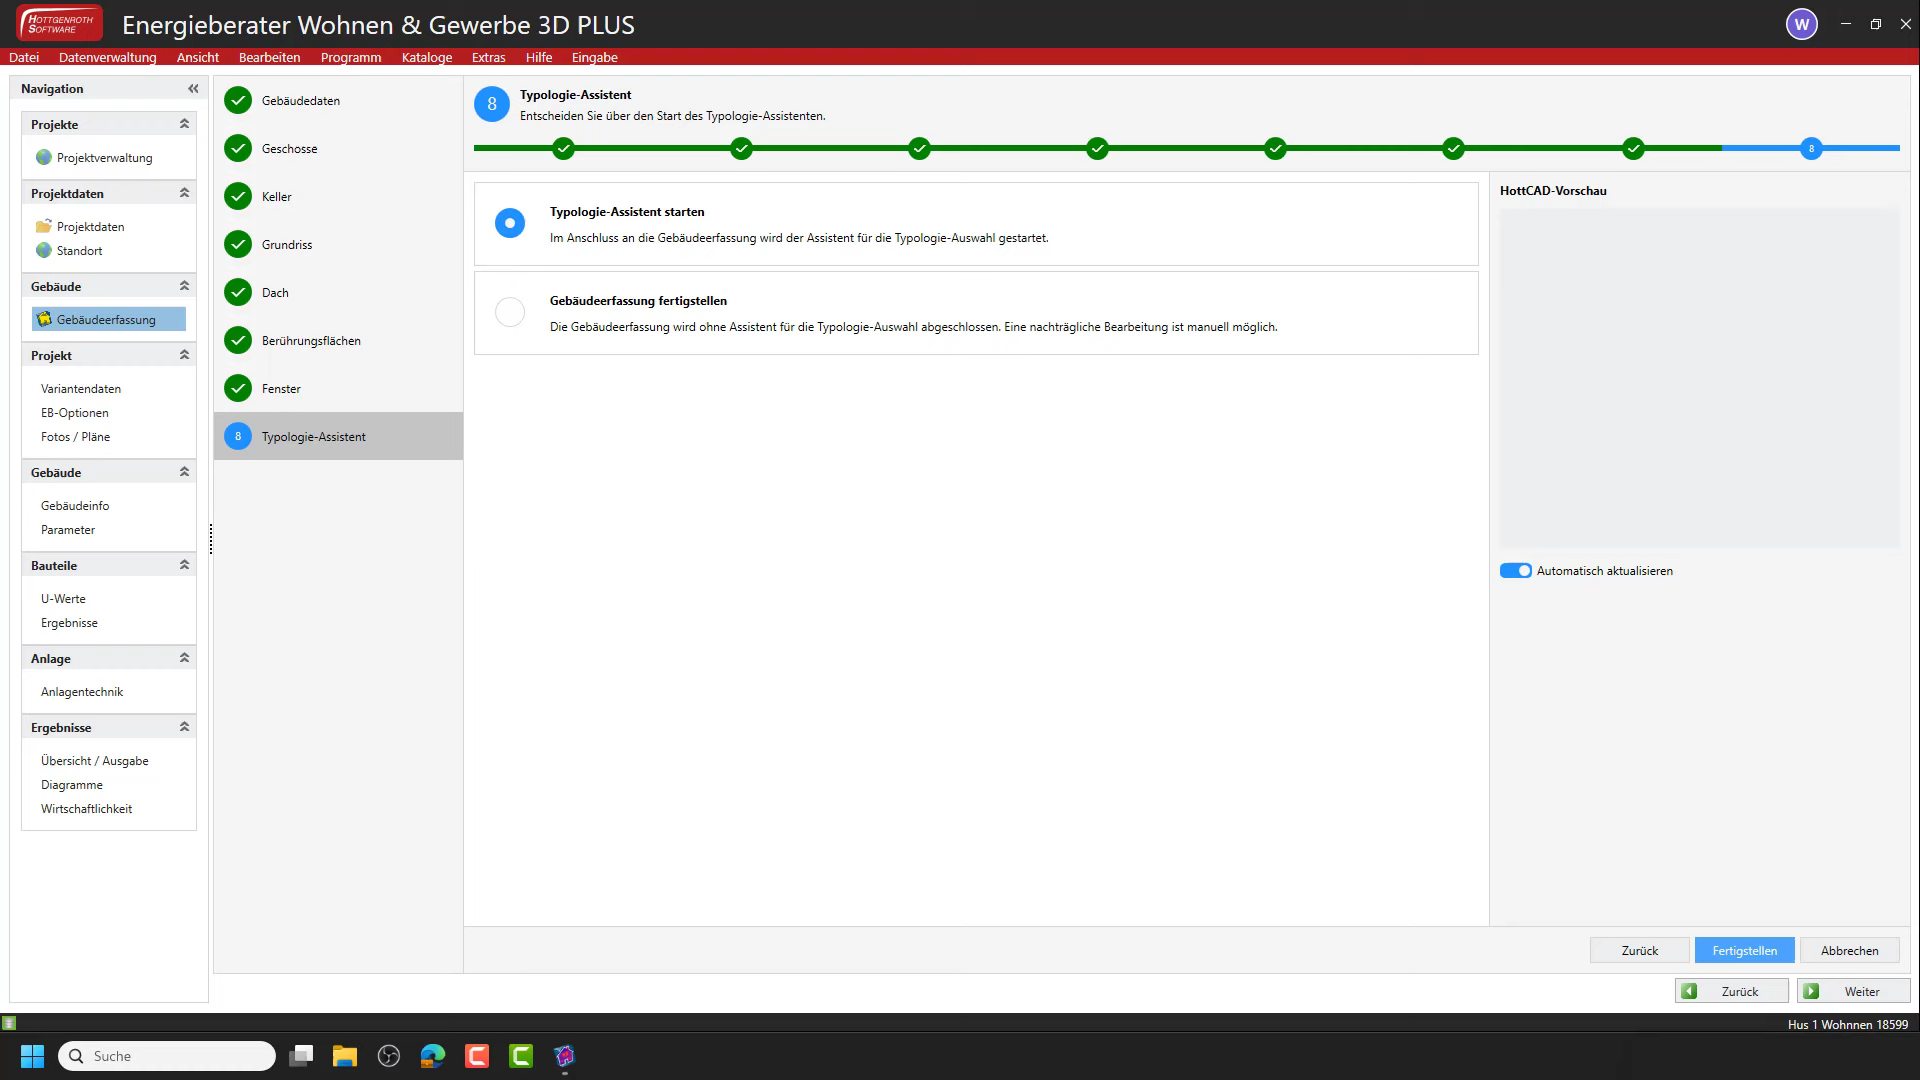 HOTTGENROTH
SOFTWARE
Energieberater Wohnen & Gewerbe 3D PLUS
W
Datei Datenverwaltung Ansicht Bearbeiten Programm Kataloge Extras Hilfe Eingabe
Navigation
Projekte
Projektverwaltung
Projektdaten
Projektdaten
Standort
Gebäude
Gebäudeerfassung
Projekt
Variantendaten
EB-Optionen
Fotos / Pläne
Gebäude
Gebäudeinfo
Parameter
Bauteile
U-Werte
Ergebnisse
Anlage
Anlagentechnik
Ergebnisse
Übersicht / Ausgabe
Diagramme
Wirtschaftlichkeit
Gebäudedaten
Geschosse
Keller
Grundriss
Dach
Berührungsflächen
Fenster
8 Typologie-Assistent
8 Typologie-Assistent
Entscheiden Sie über den Start des Typologie-Assistenten.
8
Typologie-Assistent starten
Im Anschluss an die Gebäudeerfassung wird der Assistent für die Typologie-Auswahl gestartet.
Gebäudeerfassung fertigstellen
Die Gebäudeerfassung wird ohne Assistent für die Typologie-Auswahl abgeschlossen. Eine nachträgliche Bearbeitung ist manuell möglich.
HottCAD-Vorschau
Automatisch aktualisieren
Zurück Fertigstellen Abbrechen
Zurück Weiter
Hus 1 Wohnnen 18599
Suche